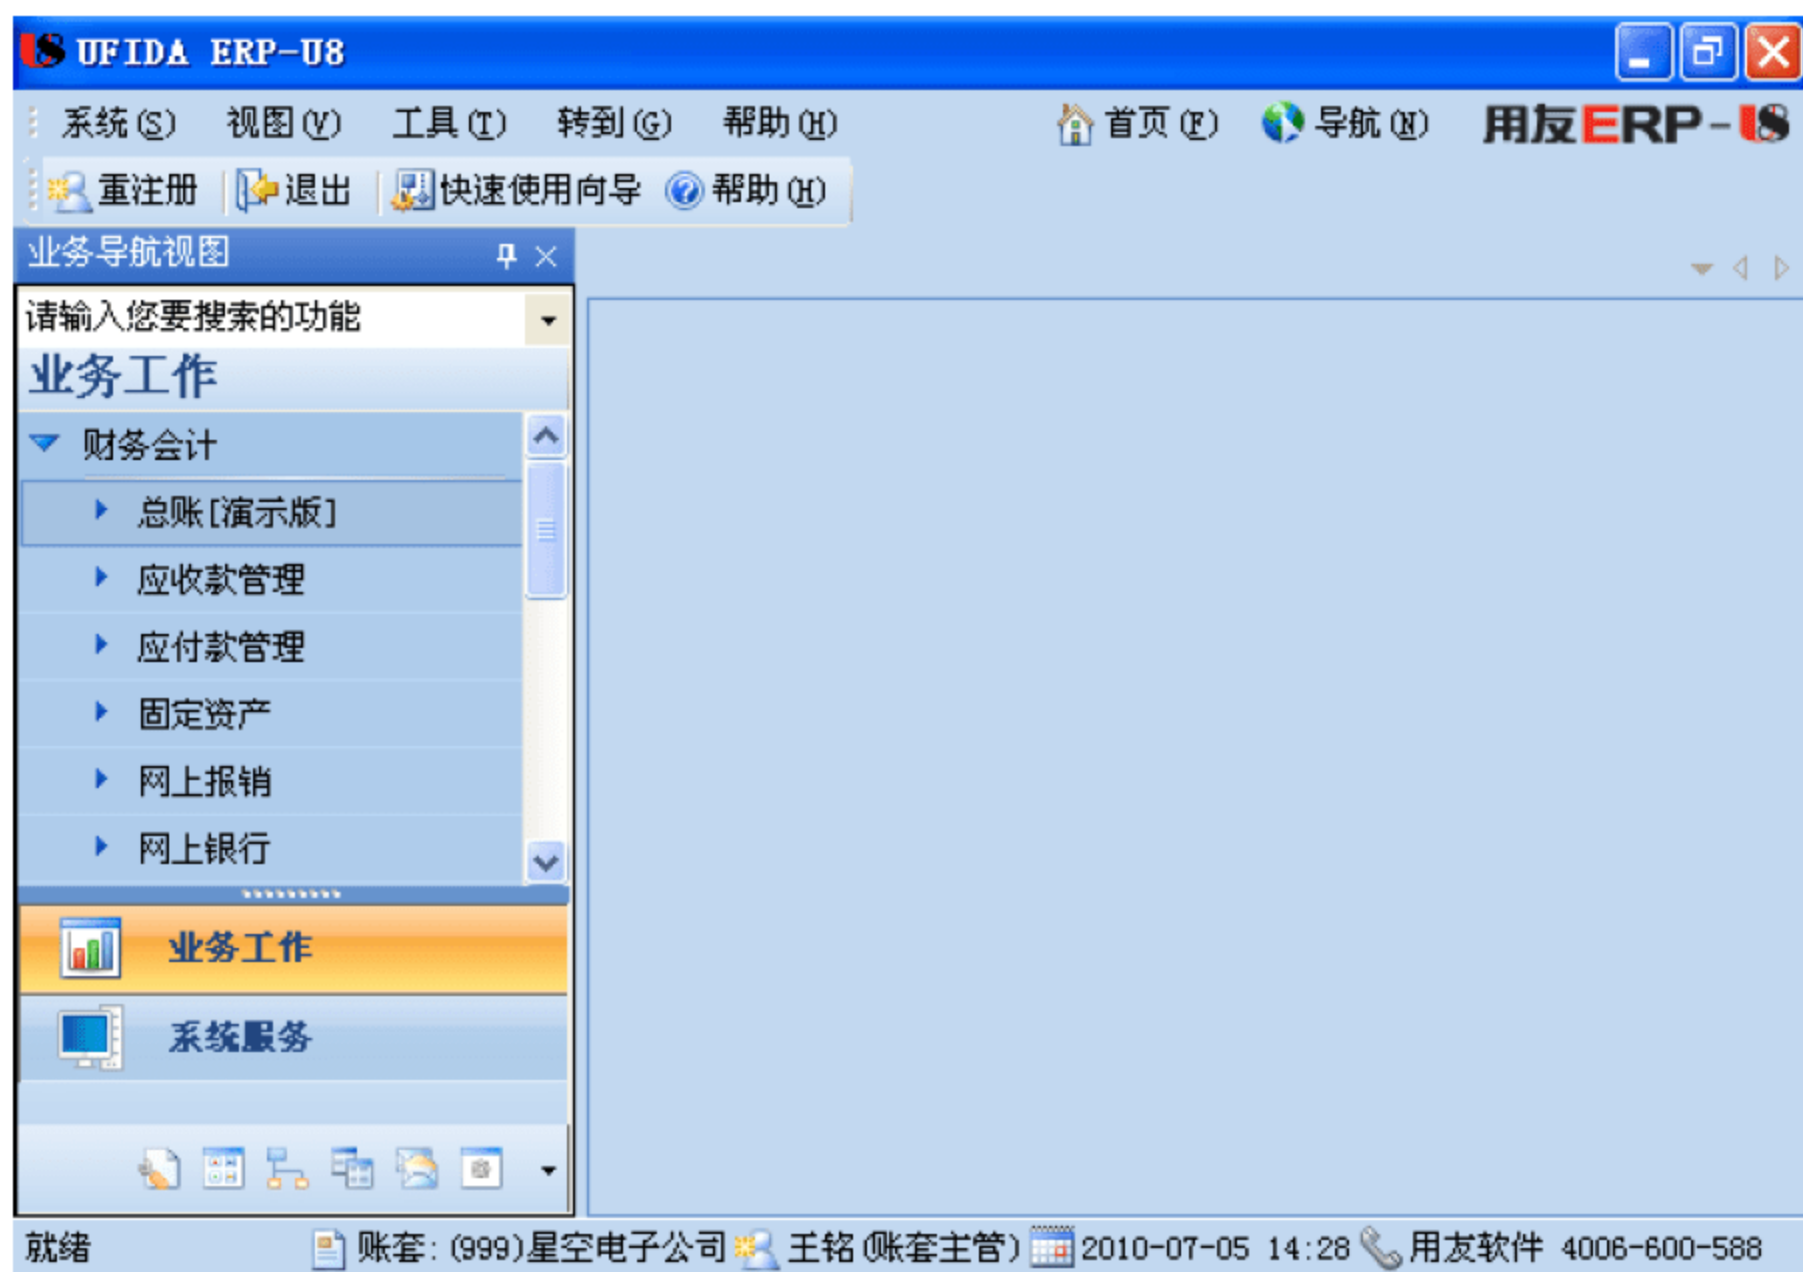 UFIDA ERP-U8
系统(S) 视图(V) 工具(T) 转到(G) 帮助(H) 首页(F) 导航(N) 用友ERP-U8
重注册 退出 快速使用向导 帮助(H)
业务导航视图
请输入您要搜索的功能
业务工作
财务会计
总账[演示版]
应收款管理
应付款管理
固定资产
网上报销
网上银行
业务工作
系统服务
就绪 账套:(999)星空电子公司 王铭(账套主管) 2010-07-05 14:28 用友软件 4006-600-588